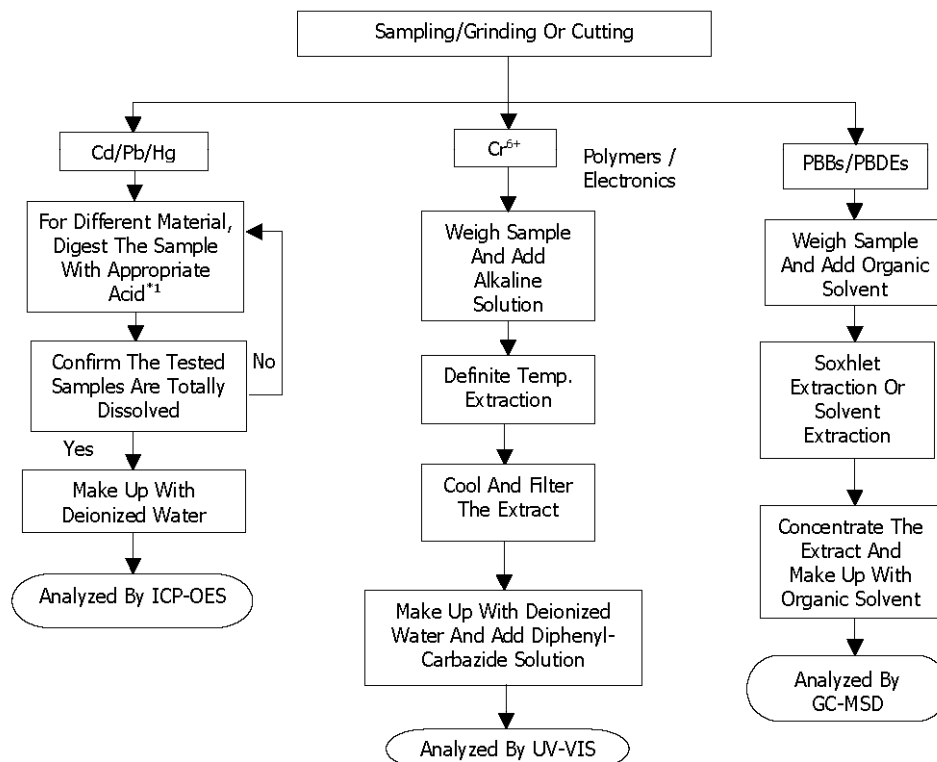 Sampling/Grinding Or Cutting
Cd/Pb/Hg
For Different Material,
Digest The Sample
With Appropriate
Acid*1
Confirm The Tested
Samples Are Totally
Dissolved
No
Yes
Make Up With
Deionized Water
Analyzed By ICP-OES
Cr6+
Polymers /
Electronics
Weigh Sample
And Add
Alkaline
Solution
Definite Temp.
Extraction
Cool And Filter
The Extract
Make Up With Deionized
Water And Add Diphenyl-
Carbazide Solution
Analyzed By UV-VIS
PBBs/PBDEs
Weigh Sample
And Add Organic
Solvent
Soxhlet
Extraction Or
Solvent
Extraction
Concentrate The
Extract And
Make Up With
Organic Solvent
Analyzed By
GC-MSD